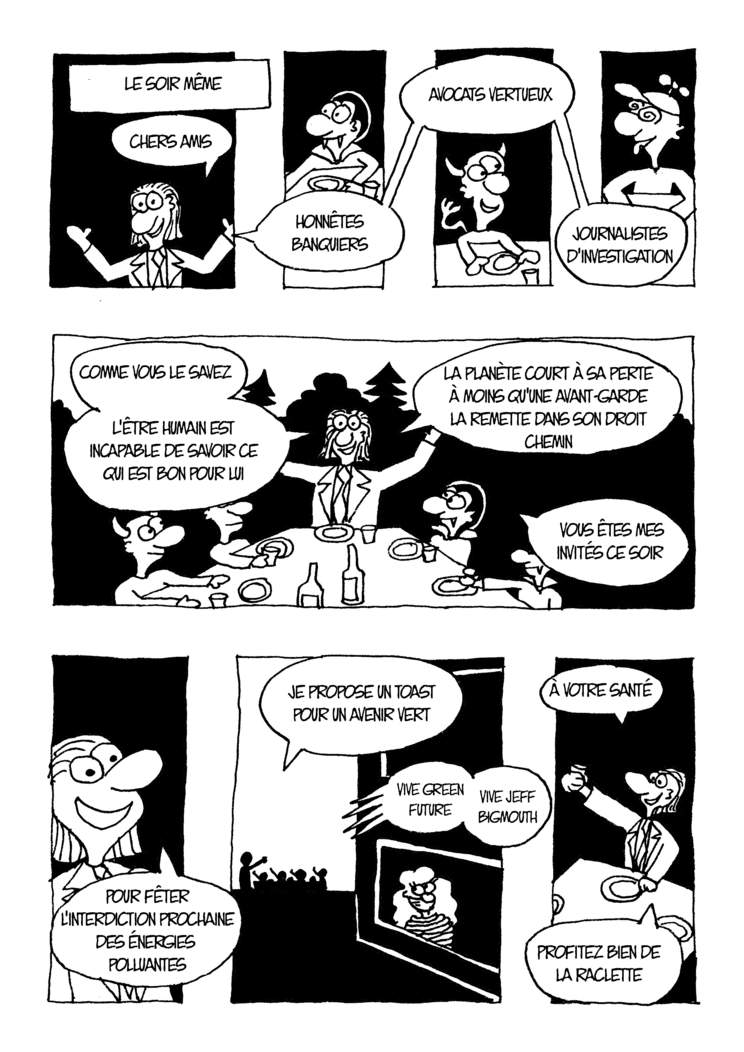 LE SOIR MÊME
CHERS AMIS
HONNÊTES
BANQUIERS
AVOCATS VERTUEUX
JOURNALISTES
D'INVESTIGATION
COMME VOUS LE SAVEZ
L'ÊTRE HUMAIN EST
INCAPABLE DE SAVOIR CE
QUI EST BON POUR LUI
LA PLANÈTE COURT À SA PERTE
À MOINS QU'UNE AVANT-GARDE
LA REMETTE DANS SON DROIT
CHEMIN
VOUS ÊTES MES
INVITÉS CE SOIR
POUR FÊTER
L'INTERDICTION PROCHAINE
DES ÉNERGIES
POLLUANTES
JE PROPOSE UN TOAST
POUR UN AVENIR VERT
VIVE GREEN
FUTURE
VIVE JEFF
BIGMOUTH
À VOTRE SANTÉ
PROFITEZ BIEN DE
LA RACLETTE